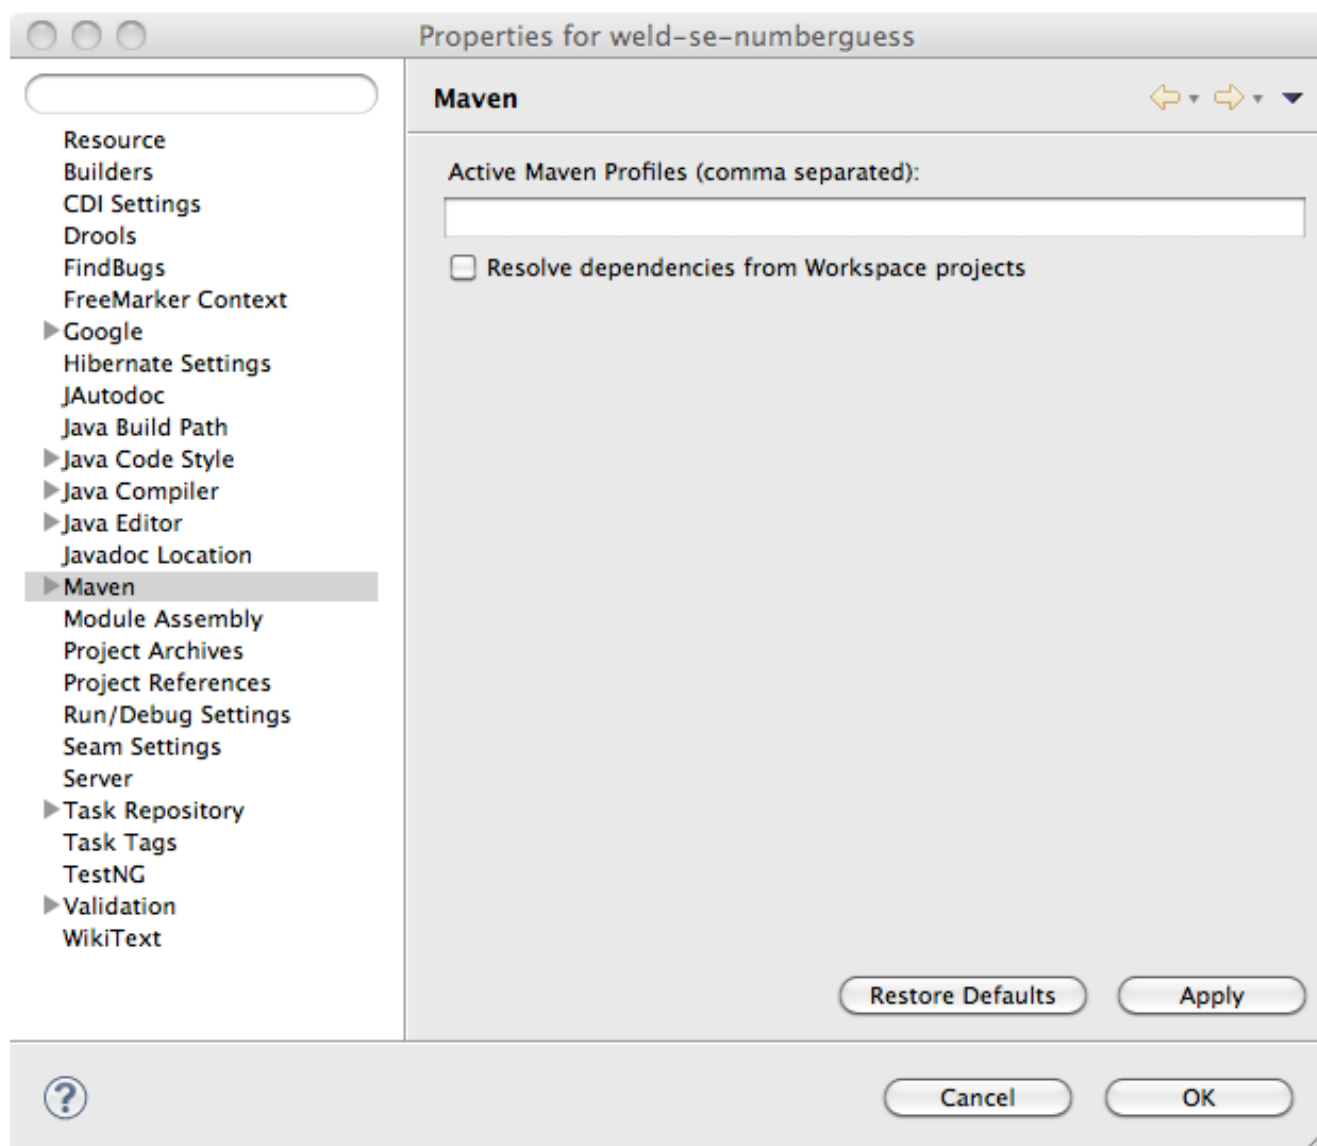 Properties for weld-se-numberguess
Maven
Resource
Builders
CDI Settings
Drools
FindBugs
FreeMarker Context
Google
Hibernate Settings
JAutodoc
Java Build Path
Java Code Style
Java Compiler
Java Editor
Javadoc Location
Maven
Module Assembly
Project Archives
Project References
Run/Debug Settings
Seam Settings
Server
Task Repository
Task Tags
TestNG
Validation
WikiText
Active Maven Profiles (comma separated):
Resolve dependencies from Workspace projects
Restore Defaults
Apply
?
Cancel
OK